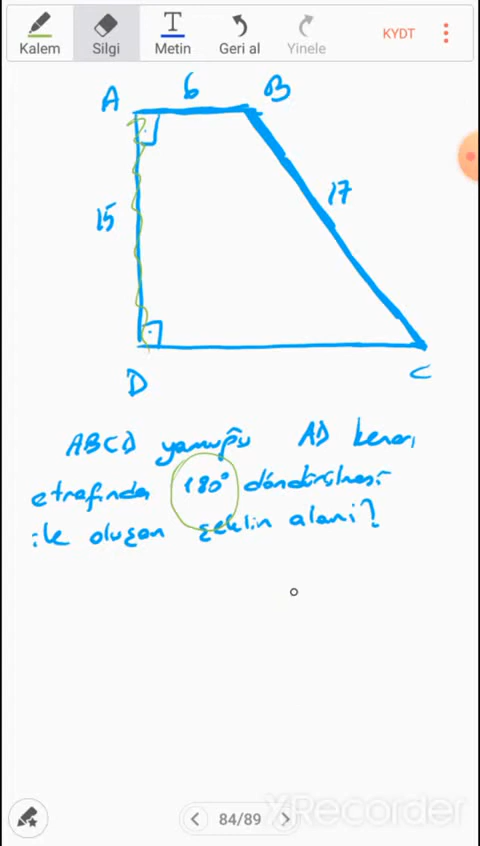 Kalem Silgi Metin Geri al Yinele KYDT
A 6 B
15 17
D C
ABCD yamuğu AD kenarı
etrafında 180° döndürülmesi
ile oluşan şeklin alanı?
84/89
XRecorder